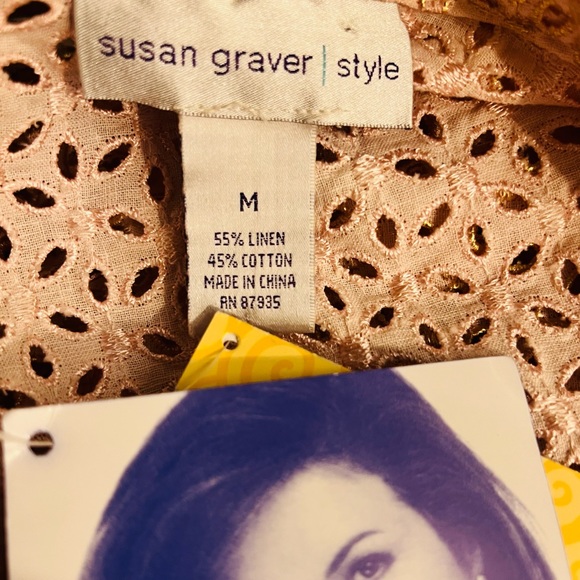 susan graver | style
M
55% LINEN
45% COTTON
MADE IN CHINA
RN 87935